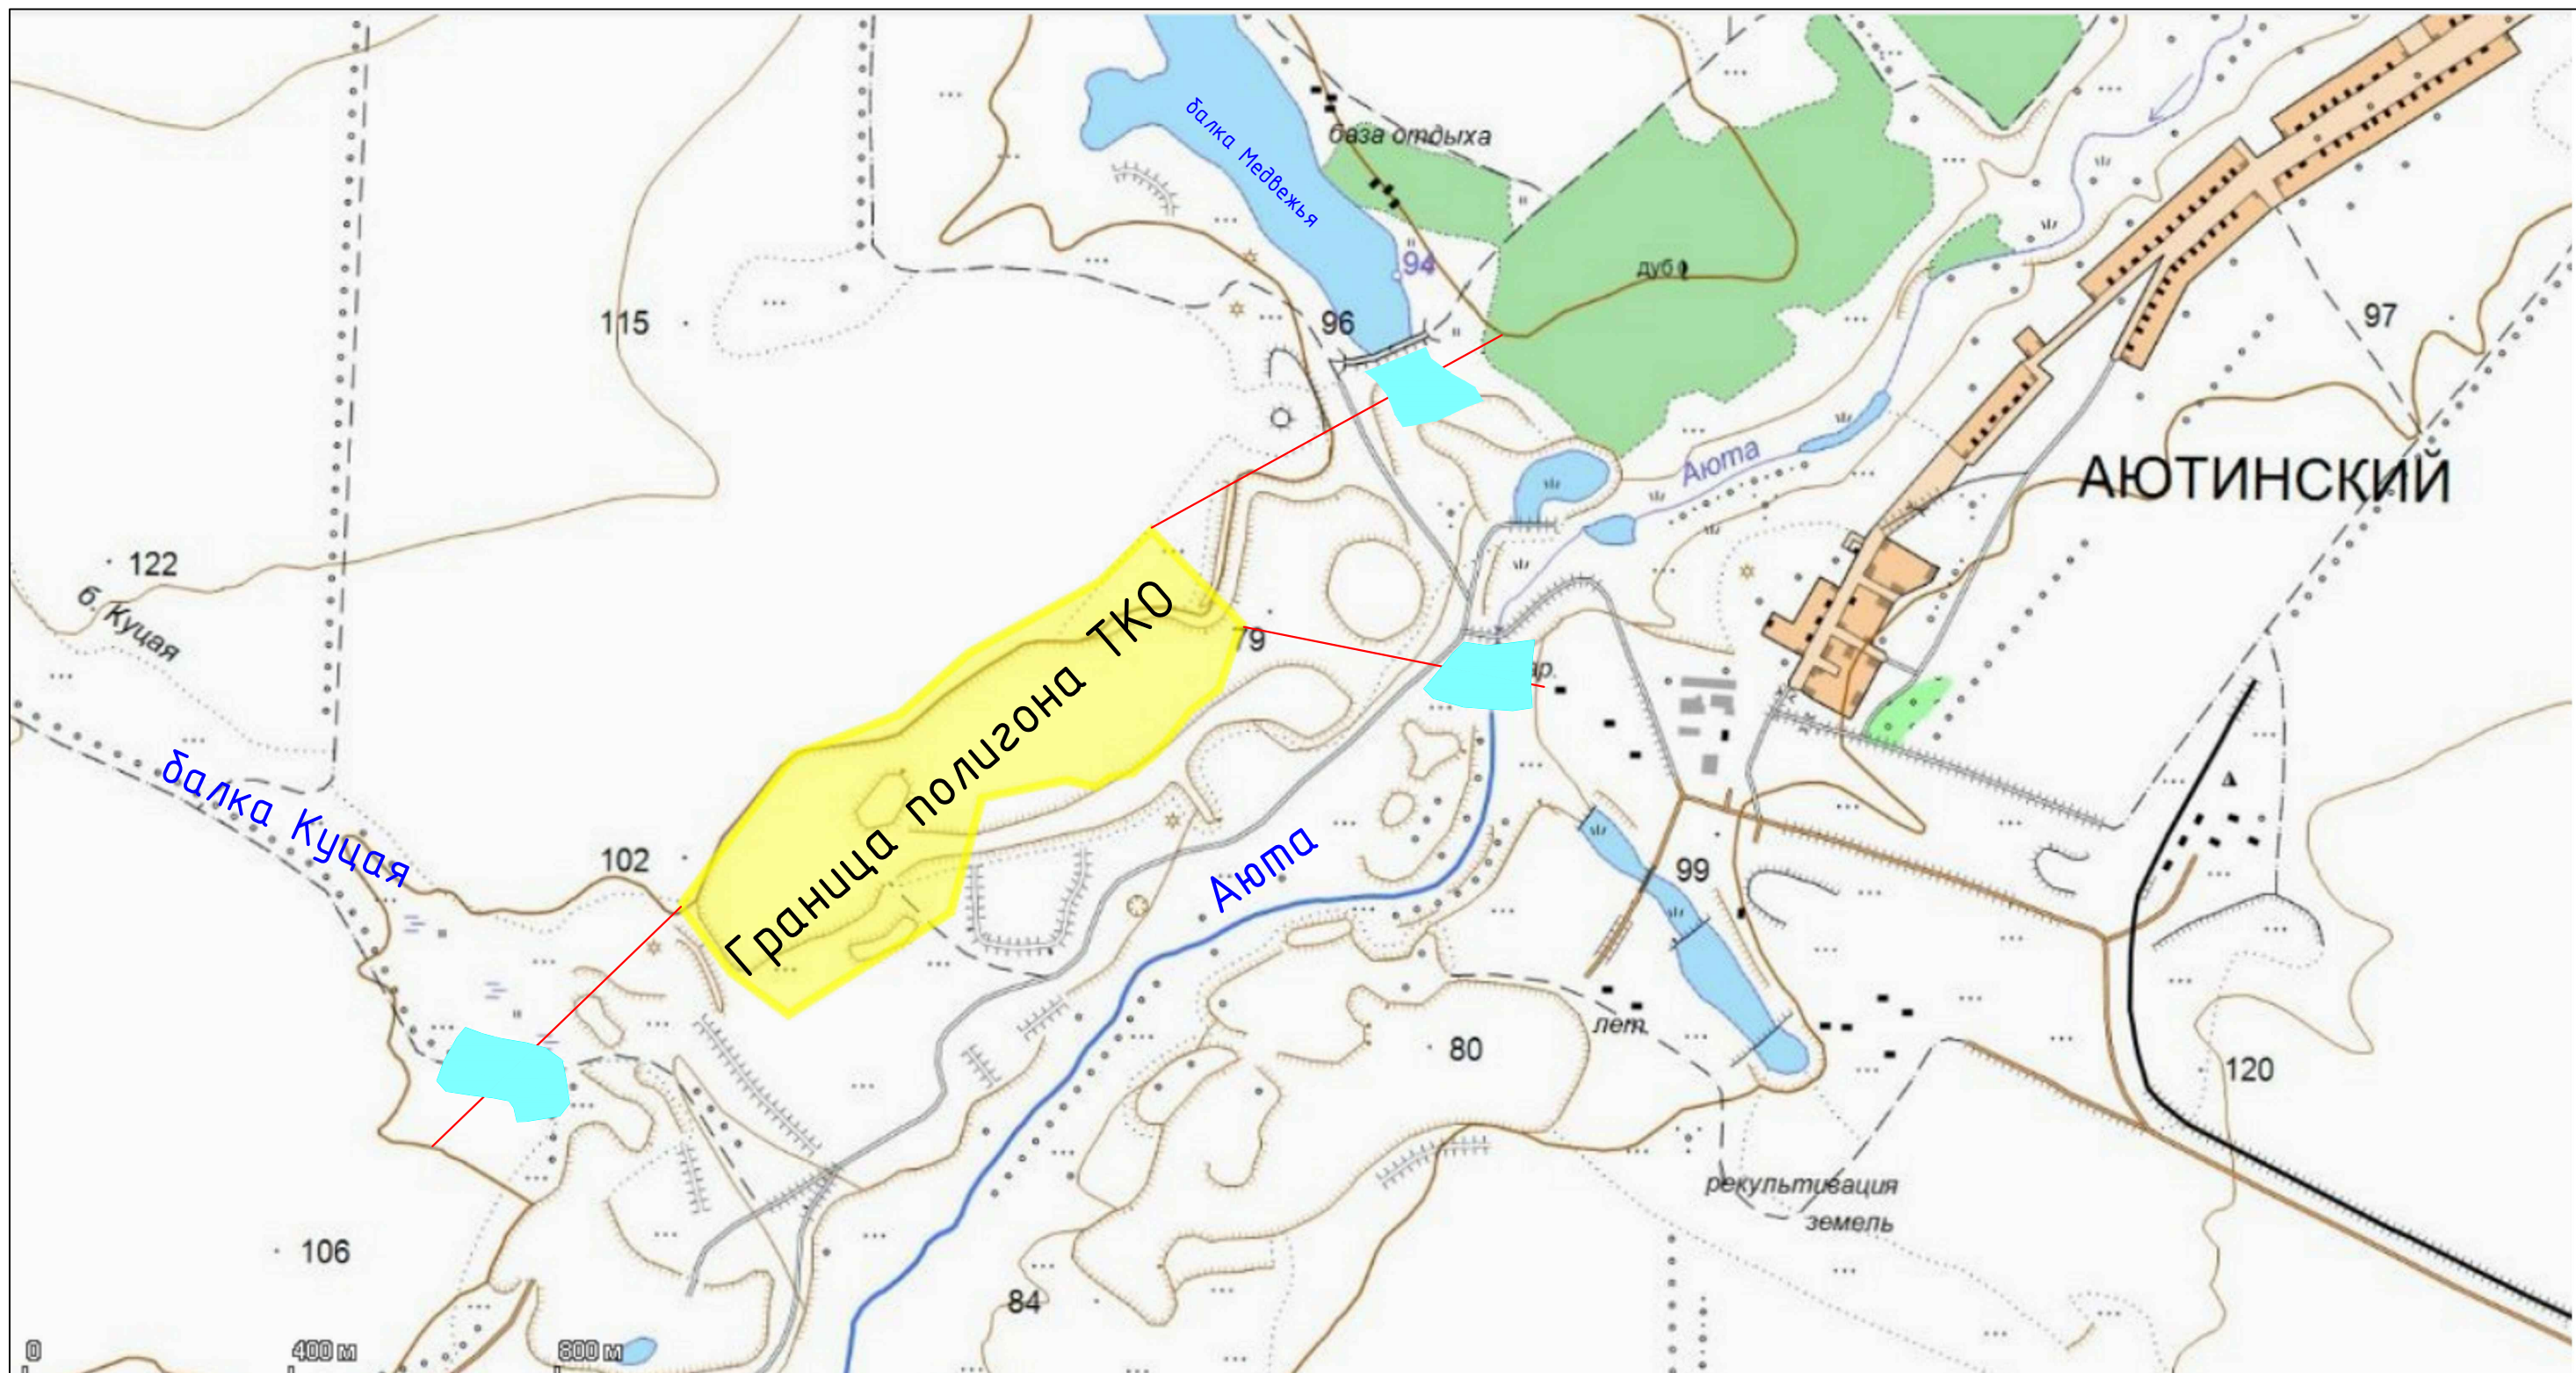 балка Медвежья
база отдыха
94
дуб
115
96
97
Аюта
АЮТИНСКИЙ
122
б. Куцая
79
Граница полигона ТКО
балка Куцая
102
Аюта
99
лет.
80
120
рекультивация
земель
106
84
0
400 м
800 м